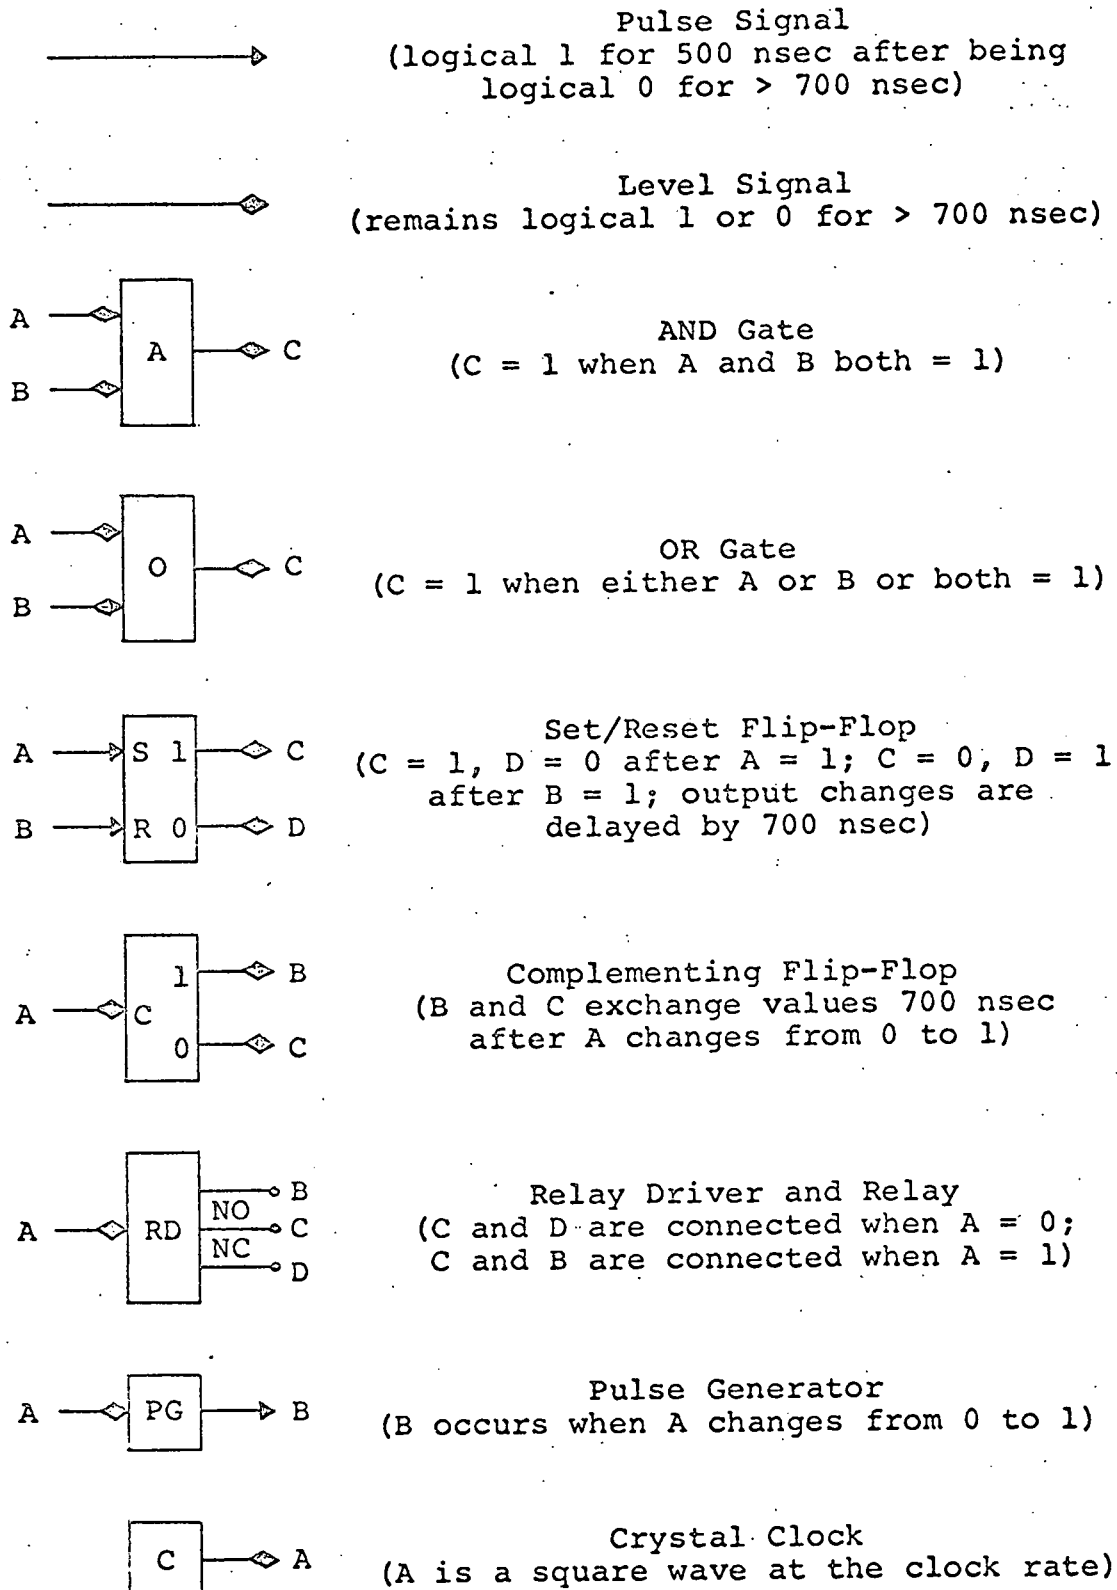 Pulse Signal
(logical 1 for 500 nsec after being
logical 0 for > 700 nsec)
Level Signal
(remains logical 1 or 0 for > 700 nsec)
A
A
C
B
AND Gate
(C = 1 when A and B both = 1)
A
O
C
B
OR Gate
(C = 1 when either A or B or both = 1)
A
S 1
C
B
R 0
D
Set/Reset Flip-Flop
(C = 1, D = 0 after A = 1; C = 0, D = 1
after B = 1; output changes are
delayed by 700 nsec)
1
B
A
C
0
C
Complementing Flip-Flop
(B and C exchange values 700 nsec
after A changes from 0 to 1)
B
NO
A
RD
C
NC
D
Relay Driver and Relay
(C and D are connected when A = 0;
C and B are connected when A = 1)
A
PG
B
Pulse Generator
(B occurs when A changes from 0 to 1)
C
A
Crystal Clock
(A is a square wave at the clock rate)